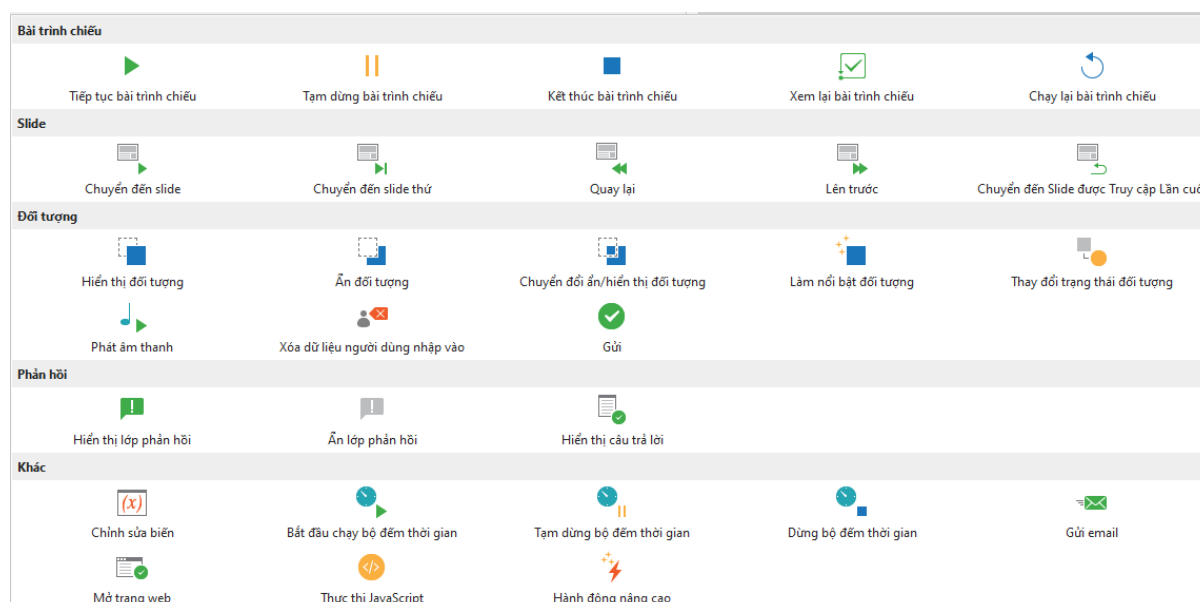 Bài trình chiếu
Tiếp tục bài trình chiếu
Tạm dừng bài trình chiếu
Kết thúc bài trình chiếu
Xem lại bài trình chiếu
Chạy lại bài trình chiếu
Slide
Chuyển đến slide
Chuyển đến slide thứ
Quay lại
Lên trước
Chuyển đến Slide được Truy cập Lần
Đối tượng
Hiển thị đối tượng
Ẩn đối tượng
Chuyển đổi ẩn/hiển thị đối tượng
Làm nổi bật đối tượng
Thay đổi trạng thái đối tượng
Phát âm thanh
Xóa dữ liệu người dùng nhập vào
Gửi
Phản hồi
Hiển thị lớp phản hồi
Ẩn lớp phản hồi
Hiển thị câu trả lời
Khác
(x)
Chỉnh sửa biến
Bắt đầu chạy bộ đếm thời gian
Tạm dừng bộ đếm thời gian
Dừng bộ đếm thời gian
Gửi email
Mở trang web
Thực thi JavaScript
Hành động nâng cao